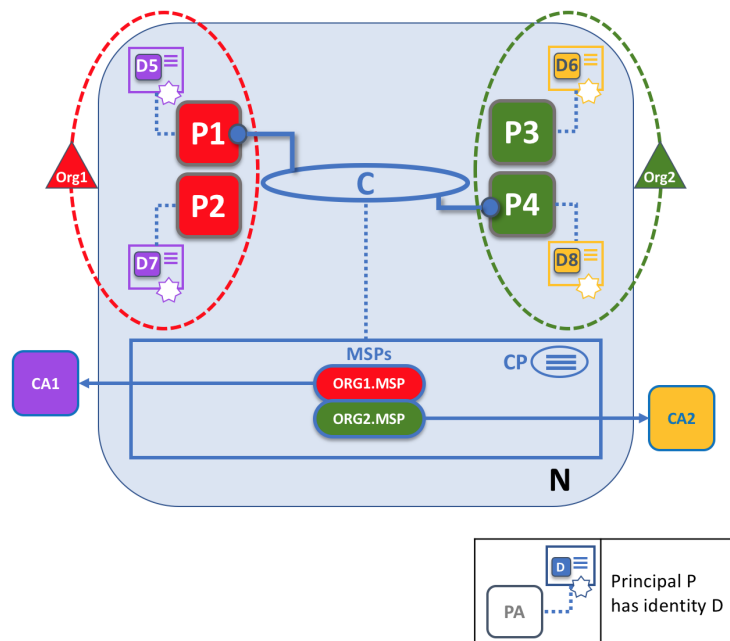 D5
D6
P1
P3
Org1
C
Org2
P2
P4
D7
D8
MSPs
CP
CA1
ORG1.MSP
CA2
ORG2.MSP
N
D
Principal P
PA
has identity D